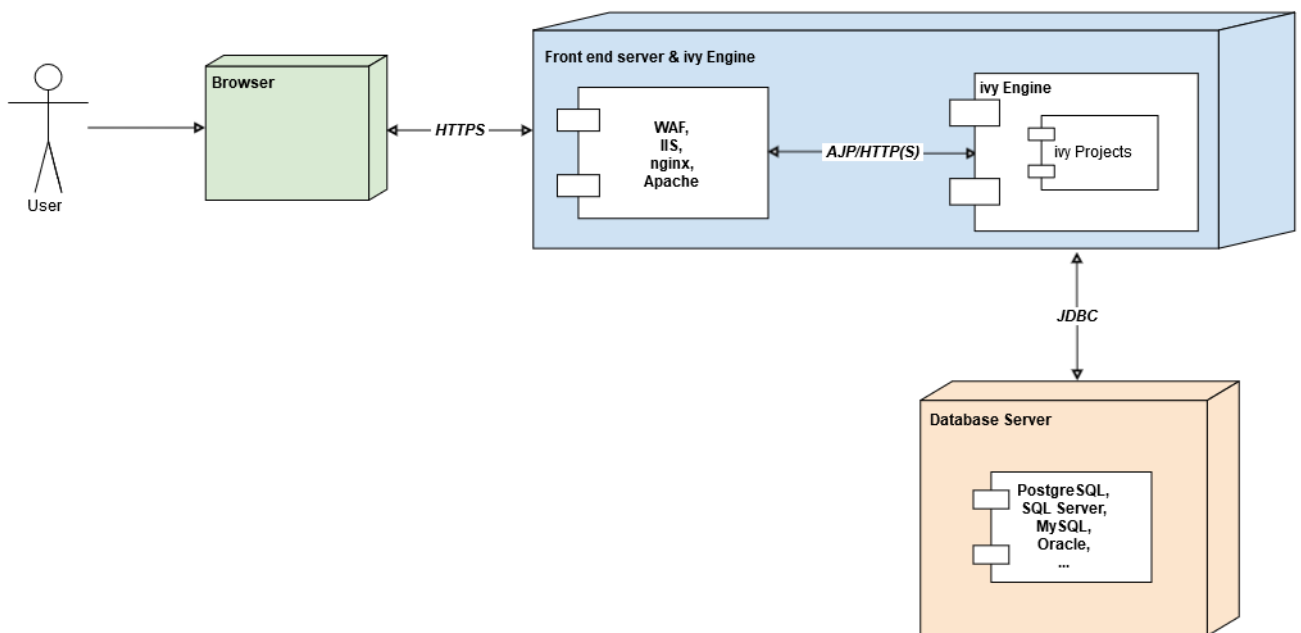 Front end server & ivy Engine
Browser
ivy Engine
WAF,
IIS,
nginx,
Apache
HTTPS
AJP/HTTP(S)
ivy Projects
User
JDBC
Database Server
PostgreSQL,
SQL Server,
MySQL,
Oracle,
...